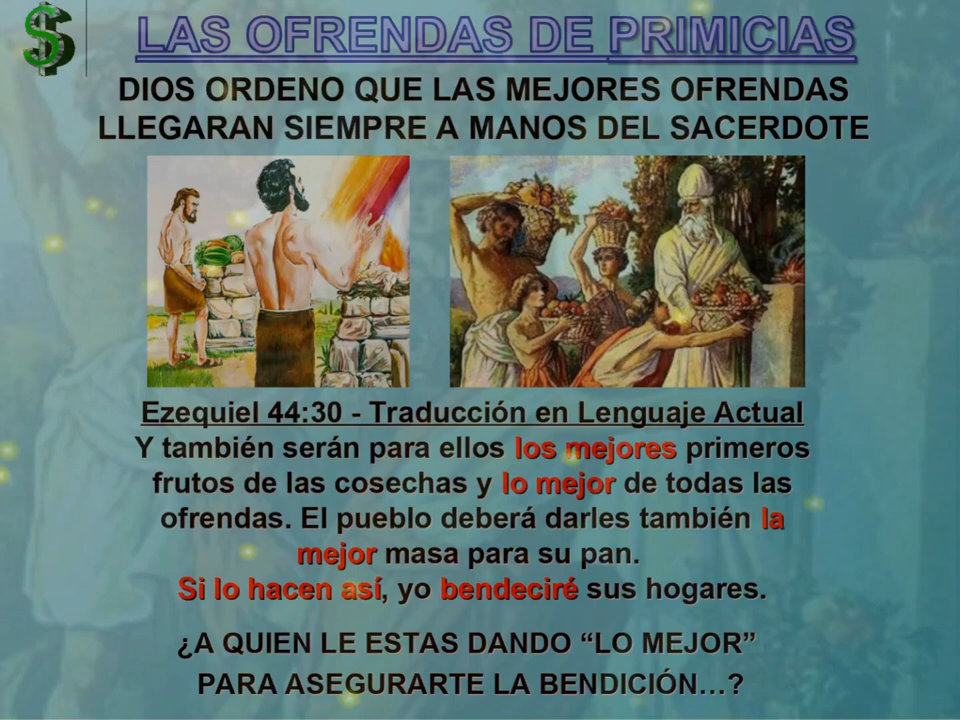 $
LAS OFRENDAS DE PRIMICIAS
DIOS ORDENO QUE LAS MEJORES OFRENDAS
LLEGARAN SIEMPRE A MANOS DEL SACERDOTE
Ezequiel 44:30 - Traducción en Lenguaje Actual
Y también serán para ellos los mejores primeros
frutos de las cosechas y lo mejor de todas las
ofrendas. El pueblo deberá darles también la
mejor masa para su pan.
Si lo hacen así, yo bendeciré sus hogares.
¿A QUIEN LE ESTAS DANDO “LO MEJOR”
PARA ASEGURARTE LA BENDICIÓN…?